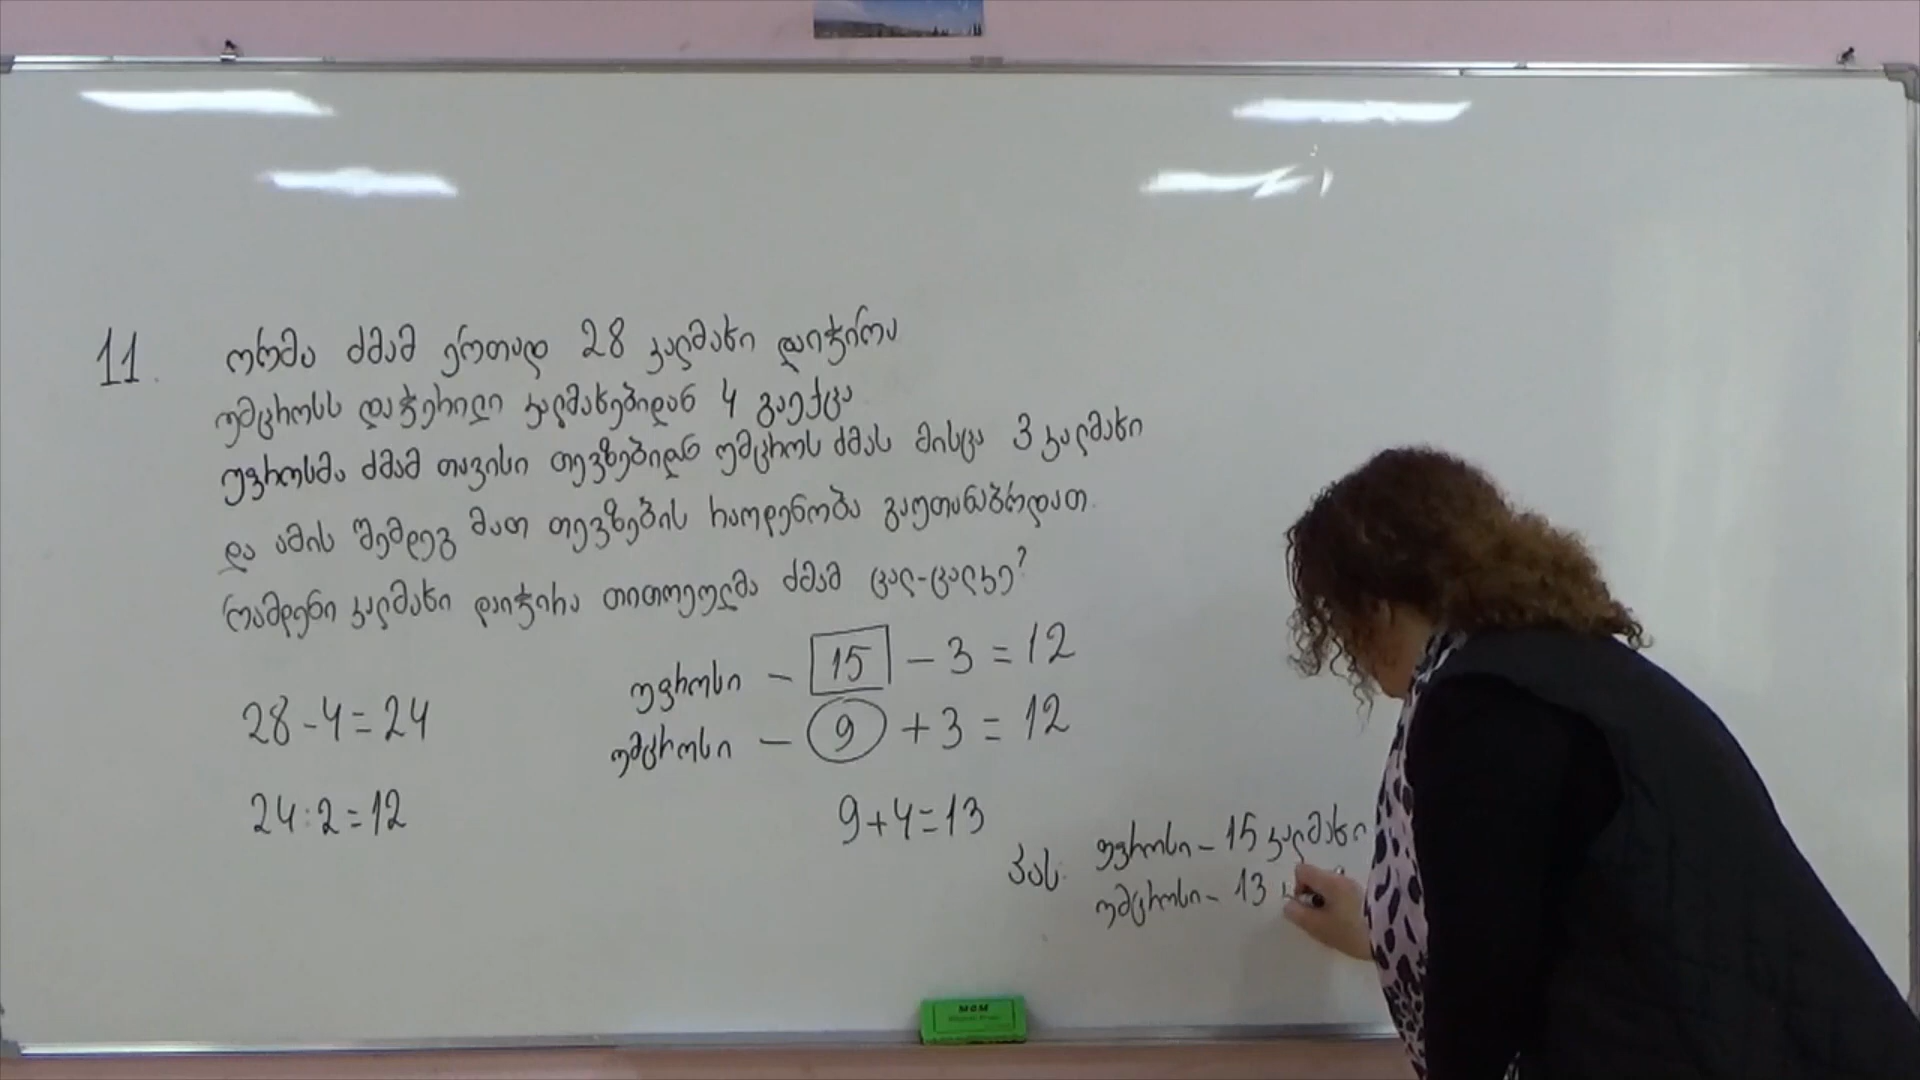 11. ორმა ძმამ ერთად 28 კალმახი დაიჭირა
უმცროსს დაჭერილი კალმახებიდან 4 გაექცა
უფროსმა ძმამ თავისი თევზებიდან უმცროს ძმას მისცა 3 კალმახი
და ამის შემდეგ მათ თევზების რაოდენობა გაუთანაბრდათ.
რამდენი კალმახი დაიჭირა თითოეულმა ძმამ ცალ-ცალკე?
უფროსი - 15 - 3 = 12
28 - 4 = 24
უმცროსი - 9 + 3 = 12
24 : 2 = 12
9 + 4 = 13
პას. უფროსი - 15 კალმახი
უმცროსი - 13
MGM